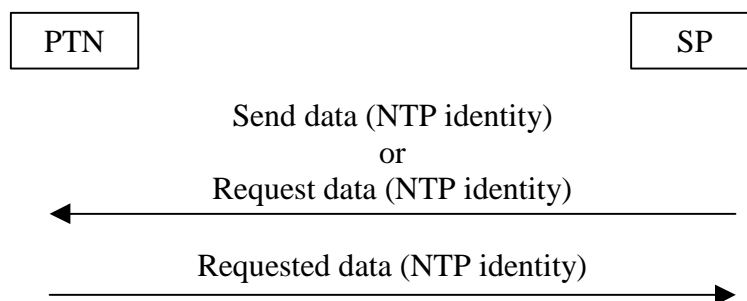 PTN
SP
Send data (NTP identity)
or
Request data (NTP identity)
Requested data (NTP identity)